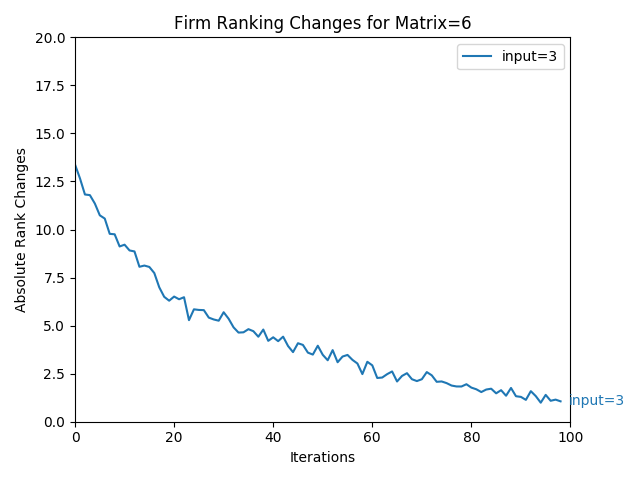 Firm Ranking Changes for Matrix=6
input=3
Absolute Rank Changes
20.0
17.5
15.0
12.5
10.0
7.5
5.0
2.5
0.0
input=3
0 20 40 60 80 100
Iterations